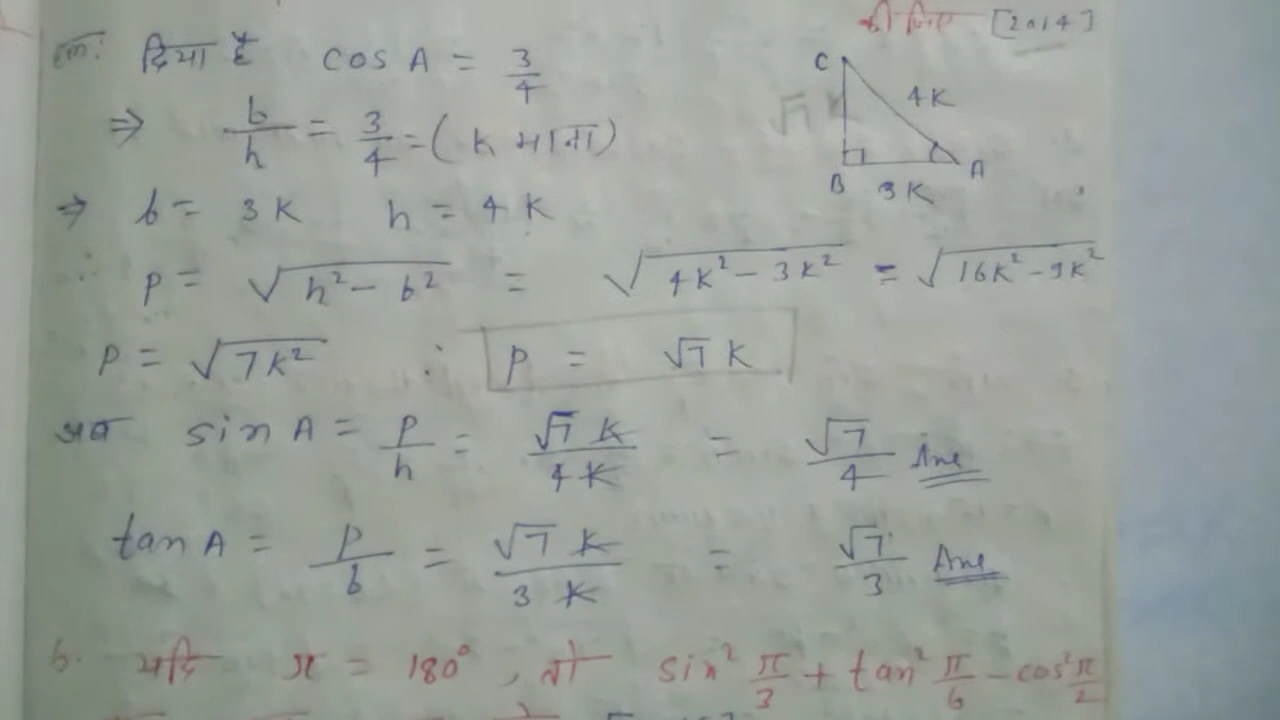 [2014]
दिया है cos A = 3/4
C
4K
√7
B
3K
A
⇒ b/h = 3/4 = (K माना)
⇒ b = 3K h = 4K
∴ p = √(h² - b²) = √(4K² - 3K²) = √(16K² - 9K²)
p = √(7K²) ∴ p = √7 K
अब sin A = p/h = √7 K/4K = √7/4 Ans
tan A = p/b = √7 K/3K = √7/3 Ans
6. यदि π = 180°, तो sin² π/3 + tan² π/6 - cos² π/2